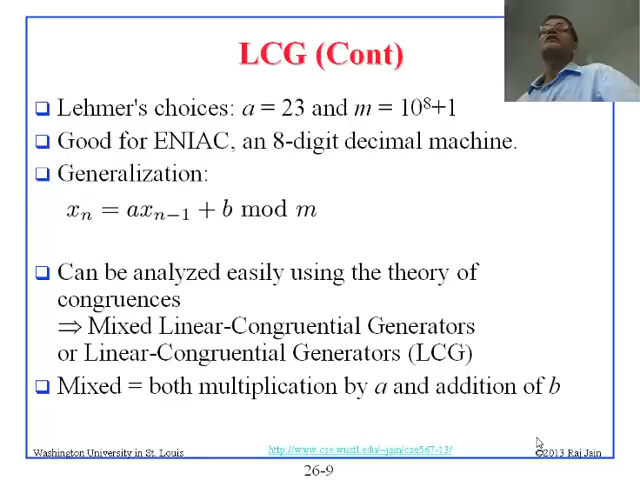 LCG (Cont)
❑ Lehmer's choices: a = 23 and m = 10⁸+1
❑ Good for ENIAC, an 8-digit decimal machine.
❑ Generalization:
xₙ = axₙ₋₁ + b mod m
❑ Can be analyzed easily using the theory of
congruences
⇒ Mixed Linear-Congruential Generators
or Linear-Congruential Generators (LCG)
❑ Mixed = both multiplication by a and addition of b
Washington University in St. Louis
http://www.cse.wustl.edu/~jain/cse567-13/
©2013 Raj Jain
26-9